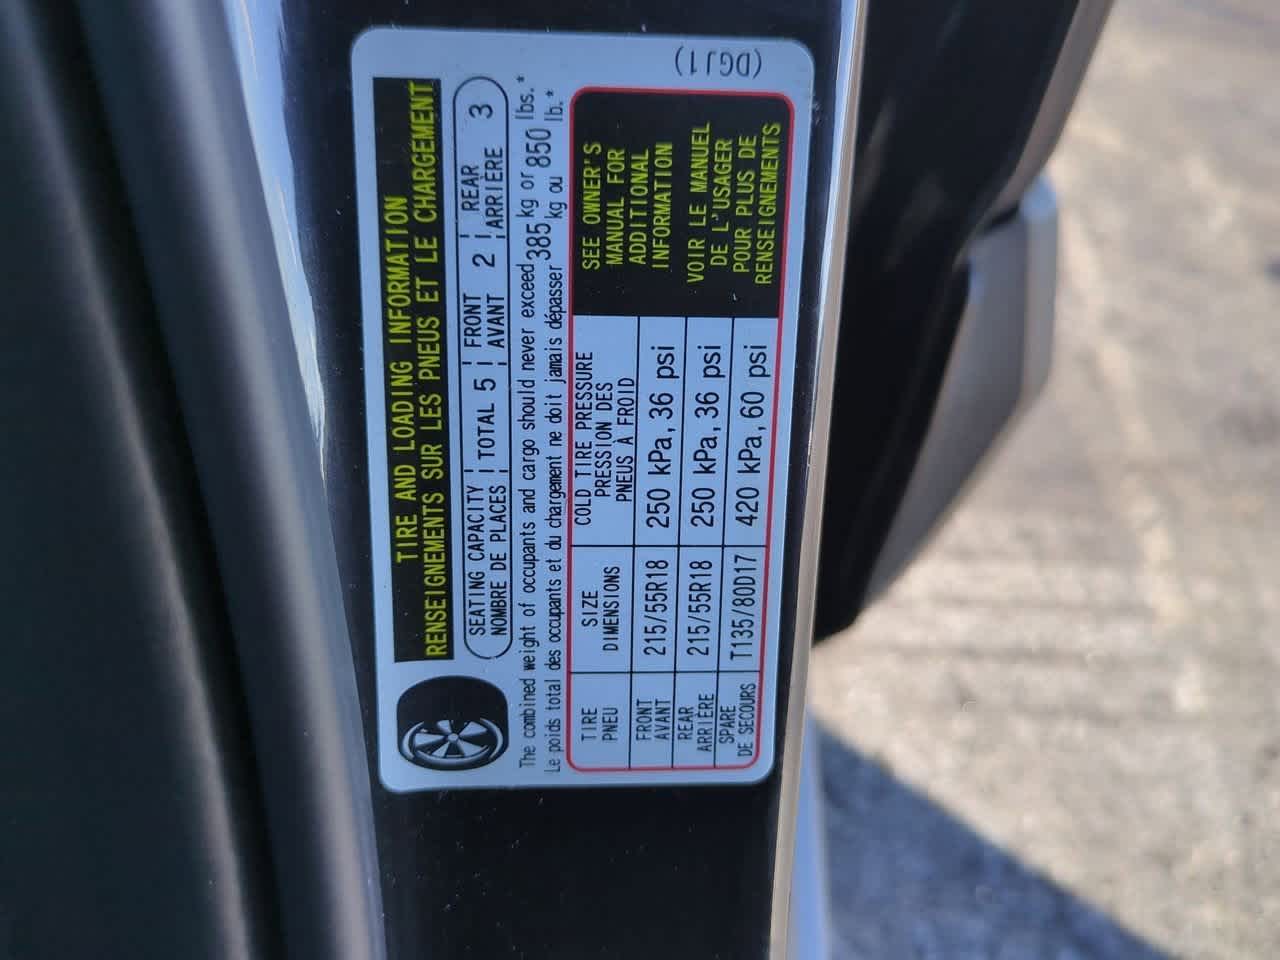 TIRE AND LOADING INFORMATION
RENSEIGNEMENTS SUR LES PNEUS ET LE CHARGEMENT
SEATING CAPACITY | TOTAL 5 | FRONT 2 | REAR 3
NOMBRE DE PLACES | AVANT | ARRIÈRE
The combined weight of occupants and cargo should never exceed 385 kg or 850 lbs.*
Le poids total des occupants et du chargement ne doit jamais dépasser 385 kg ou 850 lb.*
TIRE
PNEU
SIZE
DIMENSIONS
COLD TIRE PRESSURE
PRESSION DES
PNEUS À FROID
FRONT
AVANT
215/55R18
250 kPa, 36 psi
REAR
ARRIÈRE
215/55R18
250 kPa, 36 psi
SPARE
DE SECOURS
T135/80D17
420 kPa, 60 psi
SEE OWNER'S
MANUAL FOR
ADDITIONAL
INFORMATION
VOIR LE MANUEL
DE L'USAGER
POUR PLUS DE
RENSEIGNEMENTS
(DGJ1)